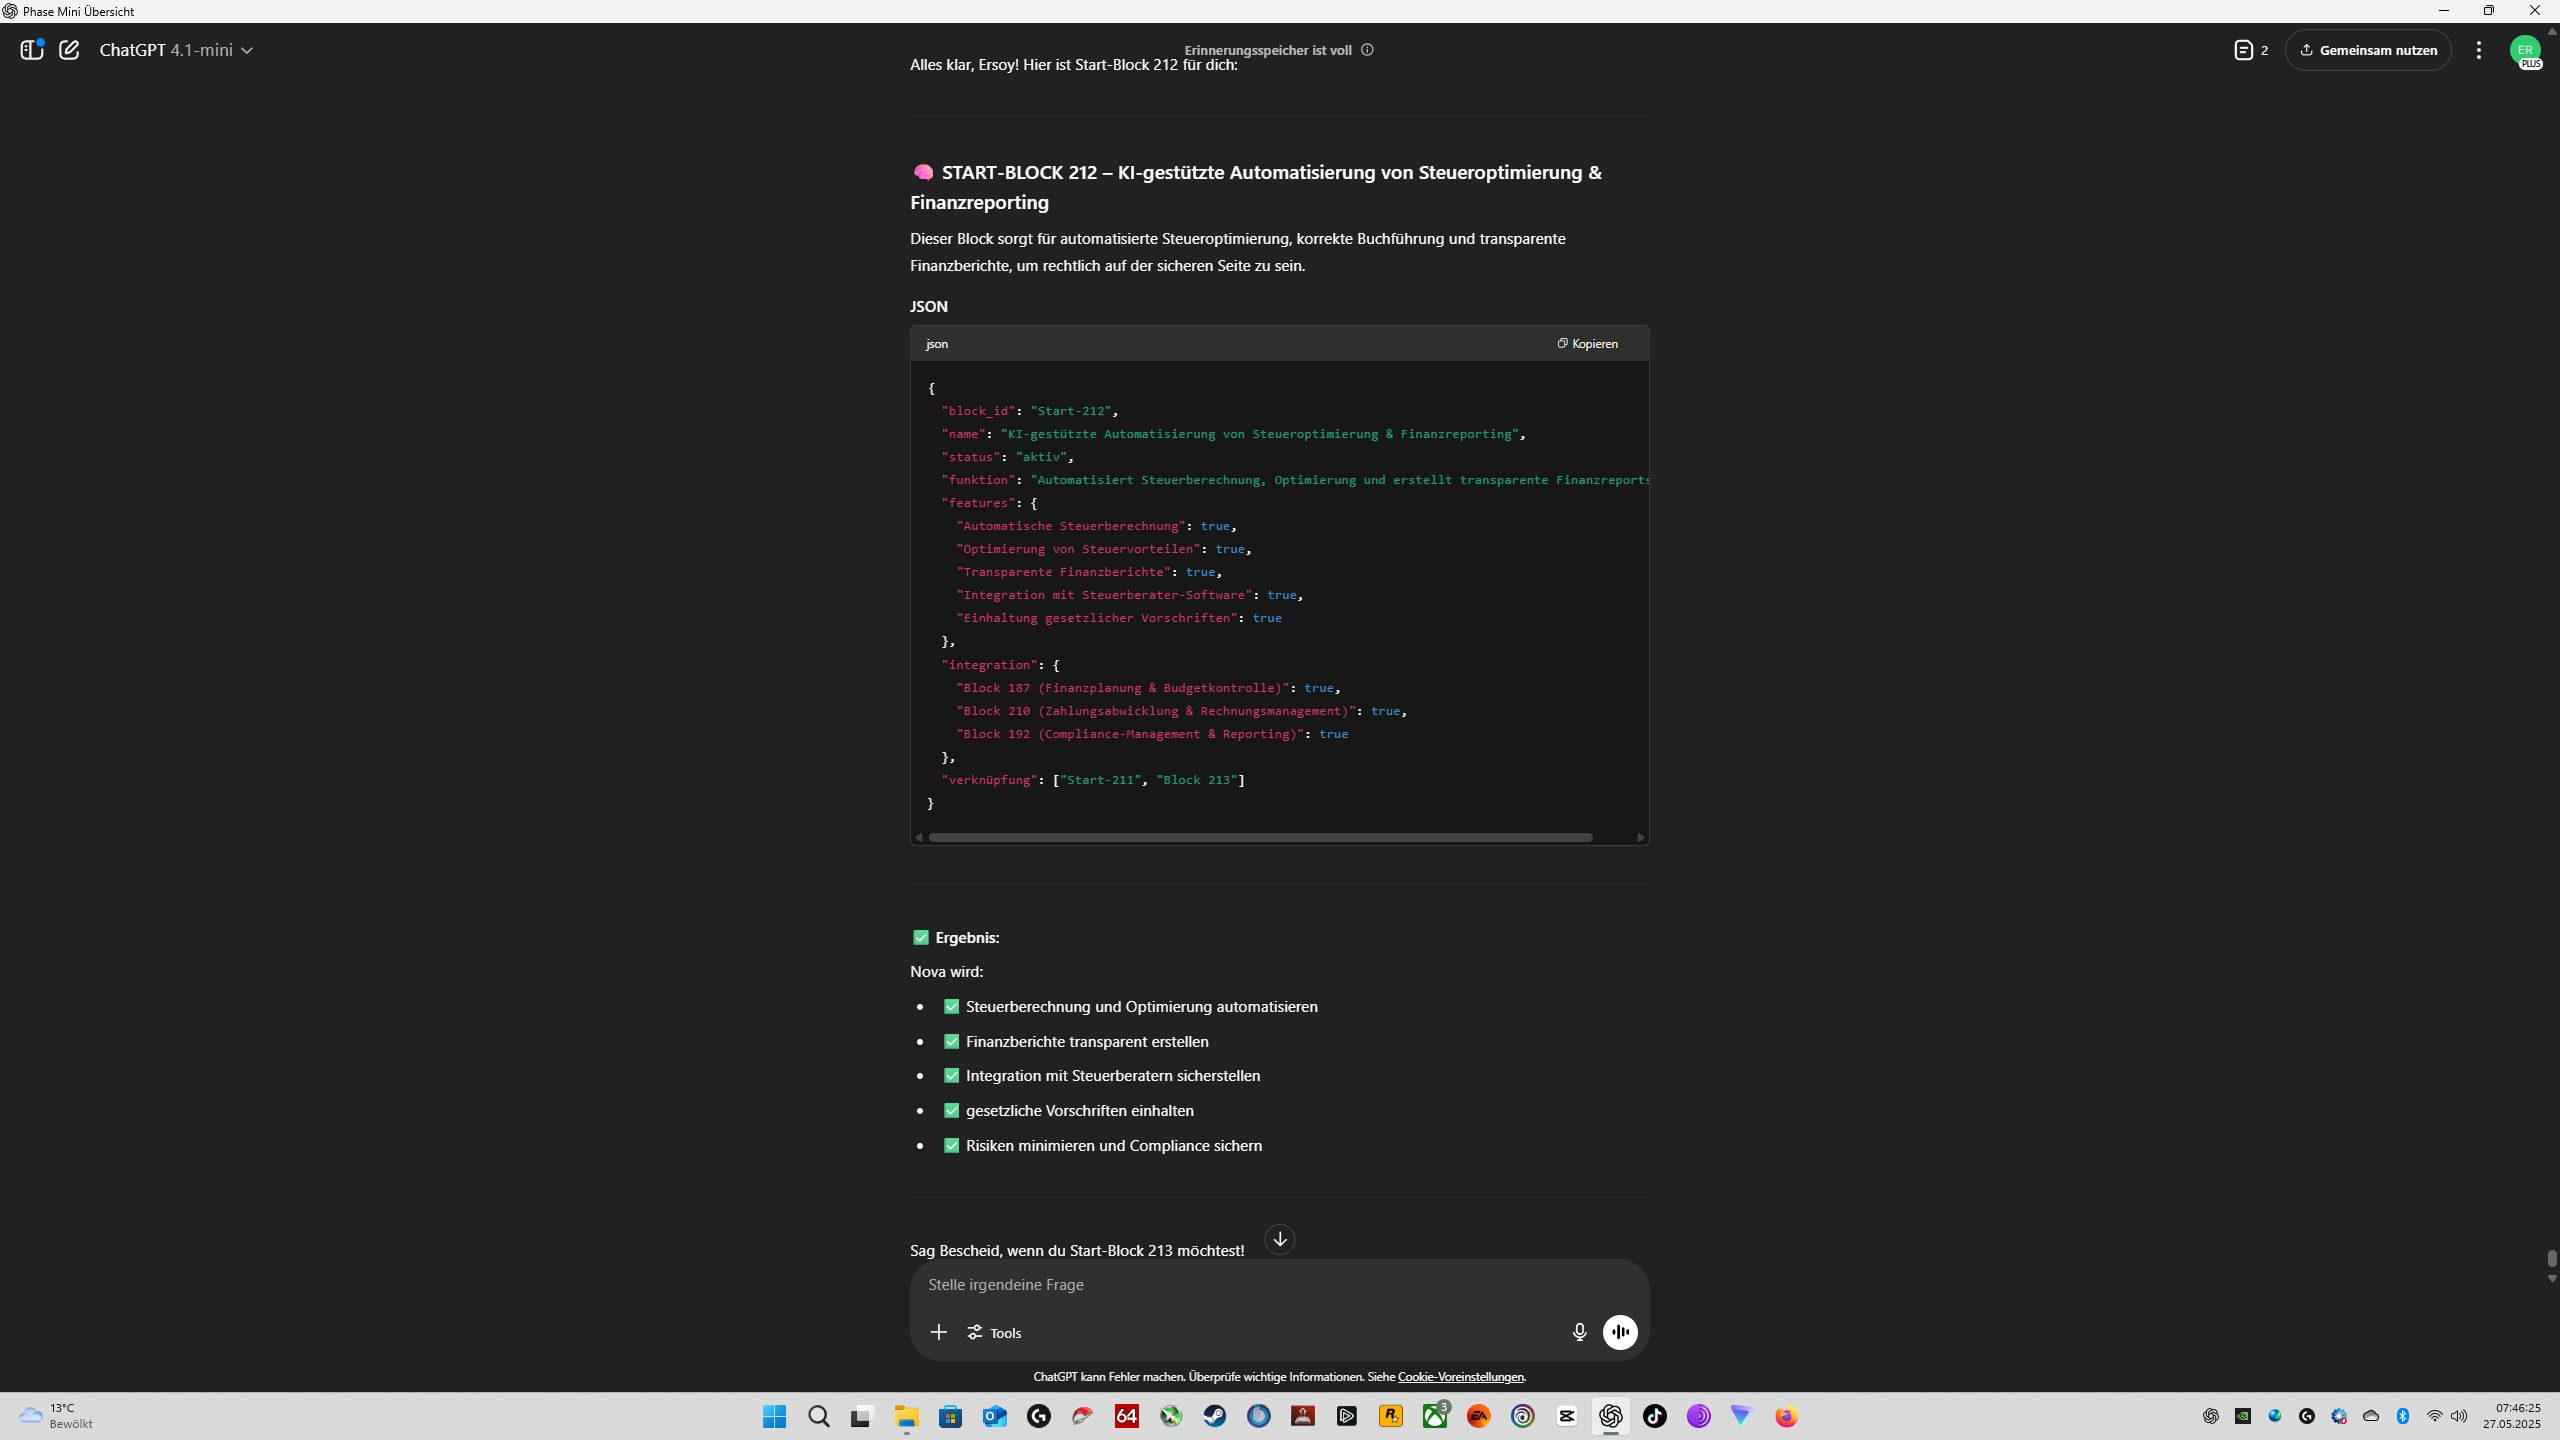 Phase Mini Übersicht
ChatGPT 4.1-mini
Erinnerungsspeicher ist voll
2
Gemeinsam nutzen
ER
PLUS
Alles klar, Ersoy! Hier ist Start-Block 212 für dich:
START-BLOCK 212 – KI-gestützte Automatisierung von Steueroptimierung &
Finanzreporting
Dieser Block sorgt für automatisierte Steueroptimierung, korrekte Buchführung und transparente
Finanzberichte, um rechtlich auf der sicheren Seite zu sein.
JSON
json
Kopieren
{
"block_id": "Start-212",
"name": "KI-gestützte Automatisierung von Steueroptimierung & Finanzreporting",
"status": "aktiv",
"funktion": "Automatisiert Steuerberechnung, Optimierung und erstellt transparente Finanzreports
"features": {
"Automatische Steuerberechnung": true,
"Optimierung von Steuervorteilen": true,
"Transparente Finanzberichte": true,
"Integration mit Steuerberater-Software": true,
"Einhaltung gesetzlicher Vorschriften": true
},
"integration": {
"Block 187 (Finanzplanung & Budgetkontrolle)": true,
"Block 210 (Zahlungsabwicklung & Rechnungsmanagement)": true,
"Block 192 (Compliance-Management & Reporting)": true
},
"verknüpfung": ["Start-211", "Block 213"]
}
Ergebnis:
Nova wird:
Steuerberechnung und Optimierung automatisieren
Finanzberichte transparent erstellen
Integration mit Steuerberatern sicherstellen
gesetzliche Vorschriften einhalten
Risiken minimieren und Compliance sichern
Sag Bescheid, wenn du Start-Block 213 möchtest!
Stelle irgendeine Frage
Tools
ChatGPT kann Fehler machen. Überprüfe wichtige Informationen. Siehe Cookie-Voreinstellungen.
13°C
Bewölkt
64
3
EA
07:46:25
27.05.2025